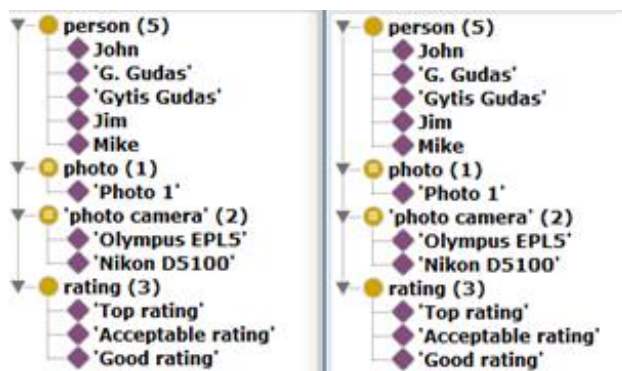 person (5)
John
'G. Gudas'
'Gytis Gudas'
Jim
Mike
photo (1)
'Photo 1'
'photo camera' (2)
'Olympus EPL5'
'Nikon D5100'
rating (3)
'Top rating'
'Acceptable rating'
'Good rating'
person (5)
John
'G. Gudas'
'Gytis Gudas'
Jim
Mike
photo (1)
'Photo 1'
'photo camera' (2)
'Olympus EPL5'
'Nikon D5100'
rating (3)
'Top rating'
'Acceptable rating'
'Good rating'